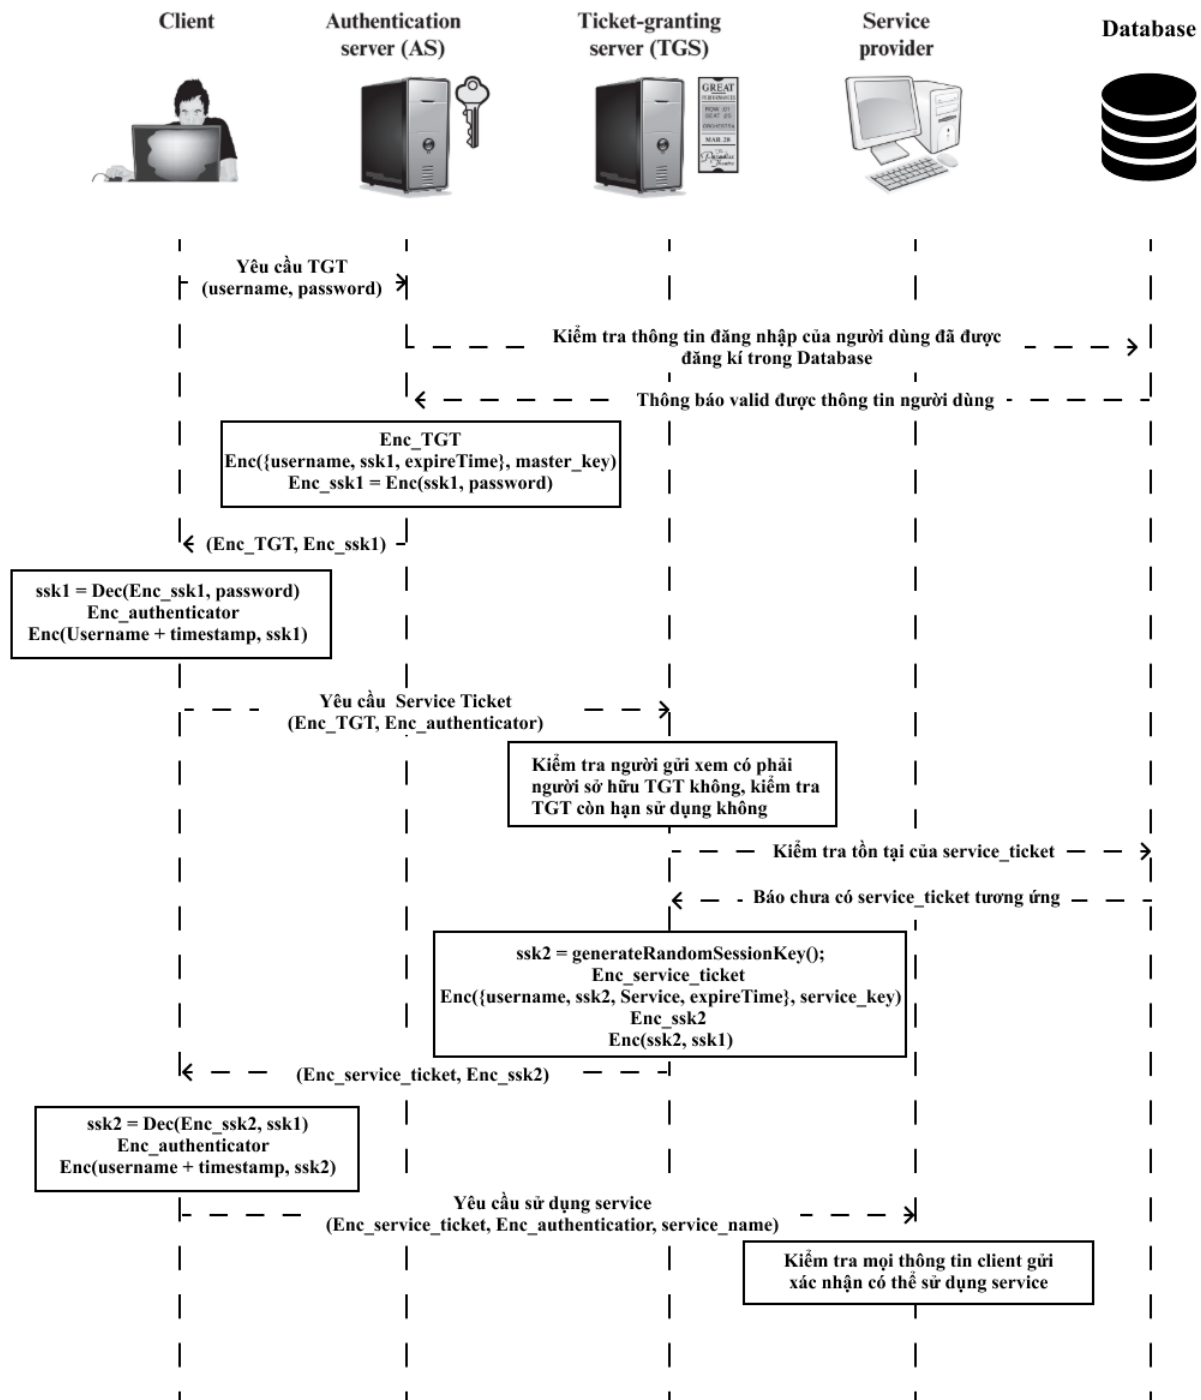 Client
Authentication
server (AS)
Ticket-granting
server (TGS)
Service
provider
Database
GREAT
PERFORMANCES
ORCHESTRA
MAR. 28
Paradise
Yêu cầu TGT
(username, password)
Kiểm tra thông tin đăng nhập của người dùng đã được
đăng kí trong Database
Thông báo valid được thông tin người dùng
Enc_TGT
Enc({username, ssk1, expireTime}, master_key)
Enc_ssk1 = Enc(ssk1, password)
(Enc_TGT, Enc_ssk1)
ssk1 = Dec(Enc_ssk1, password)
Enc_authenticator
Enc(Username + timestamp, ssk1)
Yêu cầu Service Ticket
(Enc_TGT, Enc_authenticator)
Kiểm tra người gửi xem có phải
người sở hữu TGT không, kiểm tra
TGT còn hạn sử dụng không
Kiểm tra tồn tại của service_ticket
Báo chưa có service_ticket tương ứng
ssk2 = generateRandomSessionKey();
Enc_service_ticket
Enc({username, ssk2, Service, expireTime}, service_key)
Enc_ssk2
Enc(ssk2, ssk1)
(Enc_service_ticket, Enc_ssk2)
ssk2 = Dec(Enc_ssk2, ssk1)
Enc_authenticator
Enc(username + timestamp, ssk2)
Yêu cầu sử dụng service
(Enc_service_ticket, Enc_authenticatior, service_name)
Kiểm tra mọi thông tin client gửi
xác nhận có thể sử dụng service